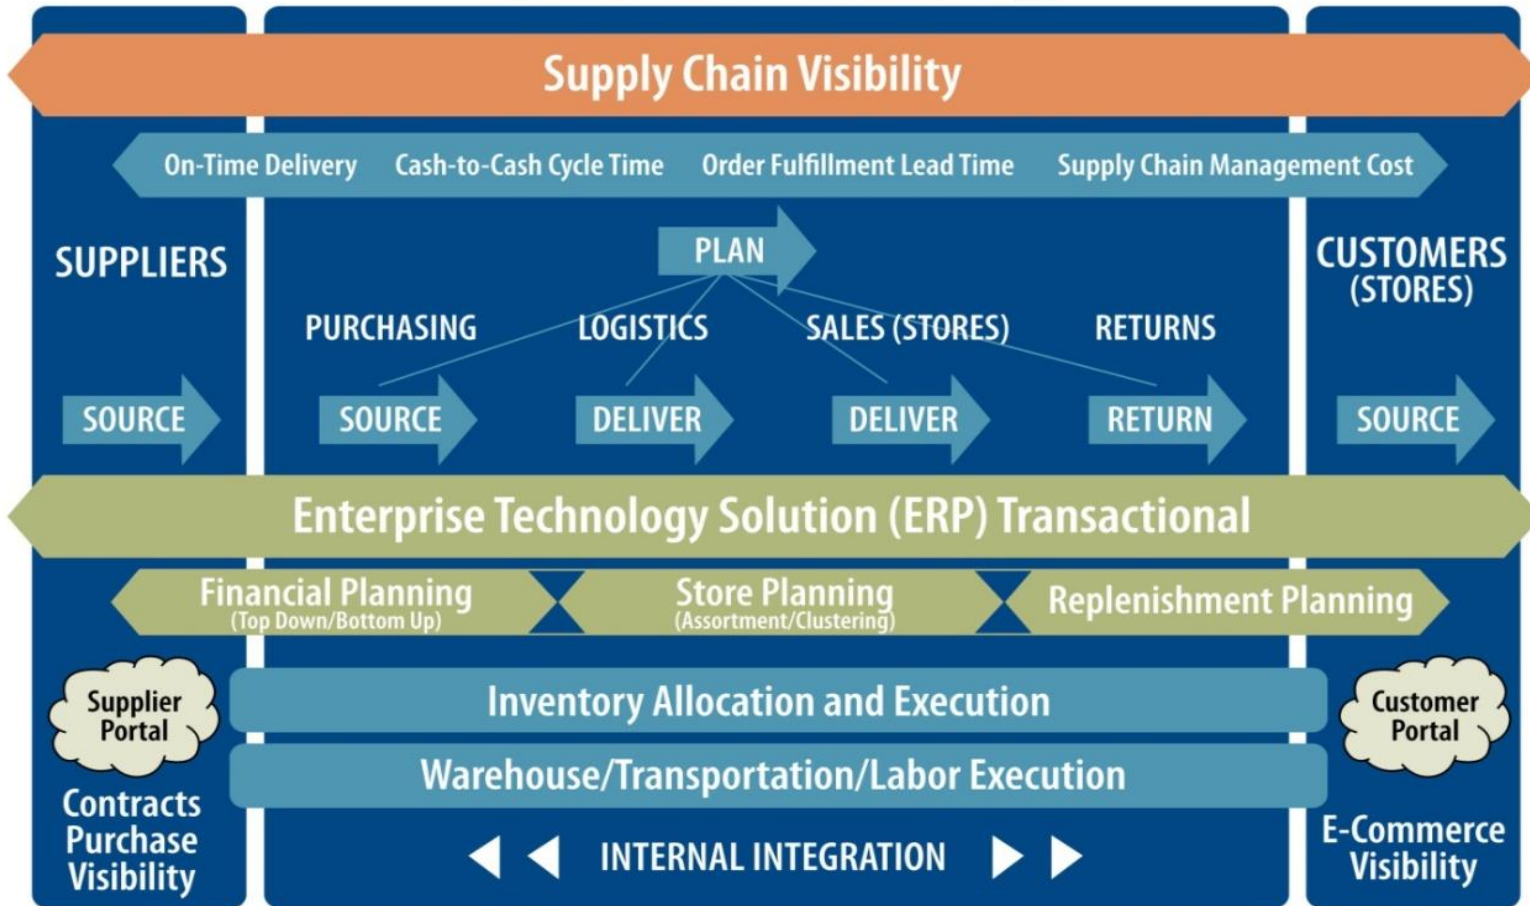 Supply Chain Visibility
On-Time Delivery Cash-to-Cash Cycle Time Order Fulfillment Lead Time Supply Chain Management Cost
SUPPLIERS
PLAN
CUSTOMERS
(STORES)
PURCHASING LOGISTICS SALES (STORES) RETURNS
SOURCE SOURCE DELIVER DELIVER RETURN SOURCE
Enterprise Technology Solution (ERP) Transactional
Financial Planning
(Top Down/Bottom Up)
Store Planning
(Assortment/Clustering)
Replenishment Planning
Supplier
Portal
Inventory Allocation and Execution
Customer
Portal
Warehouse/Transportation/Labor Execution
Contracts
Purchase
Visibility
INTERNAL INTEGRATION
E-Commerce
Visibility